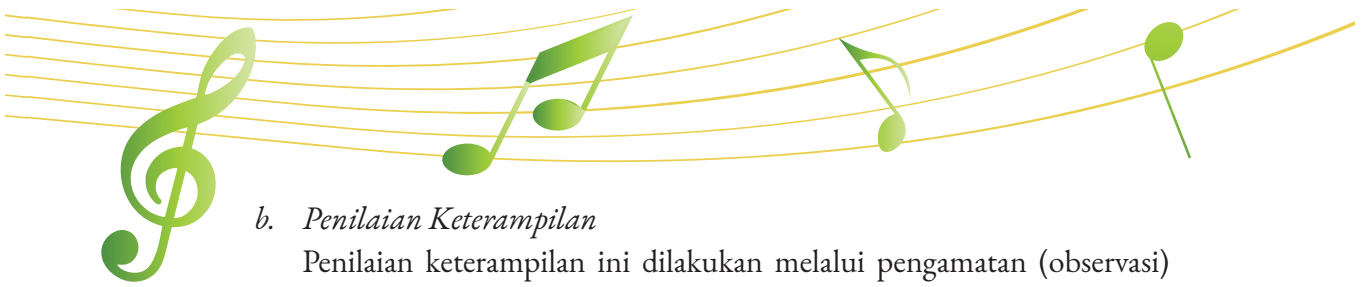 b. Penilaian Keterampilan
Penilaian keterampilan ini dilakukan melalui pengamatan (observasi)